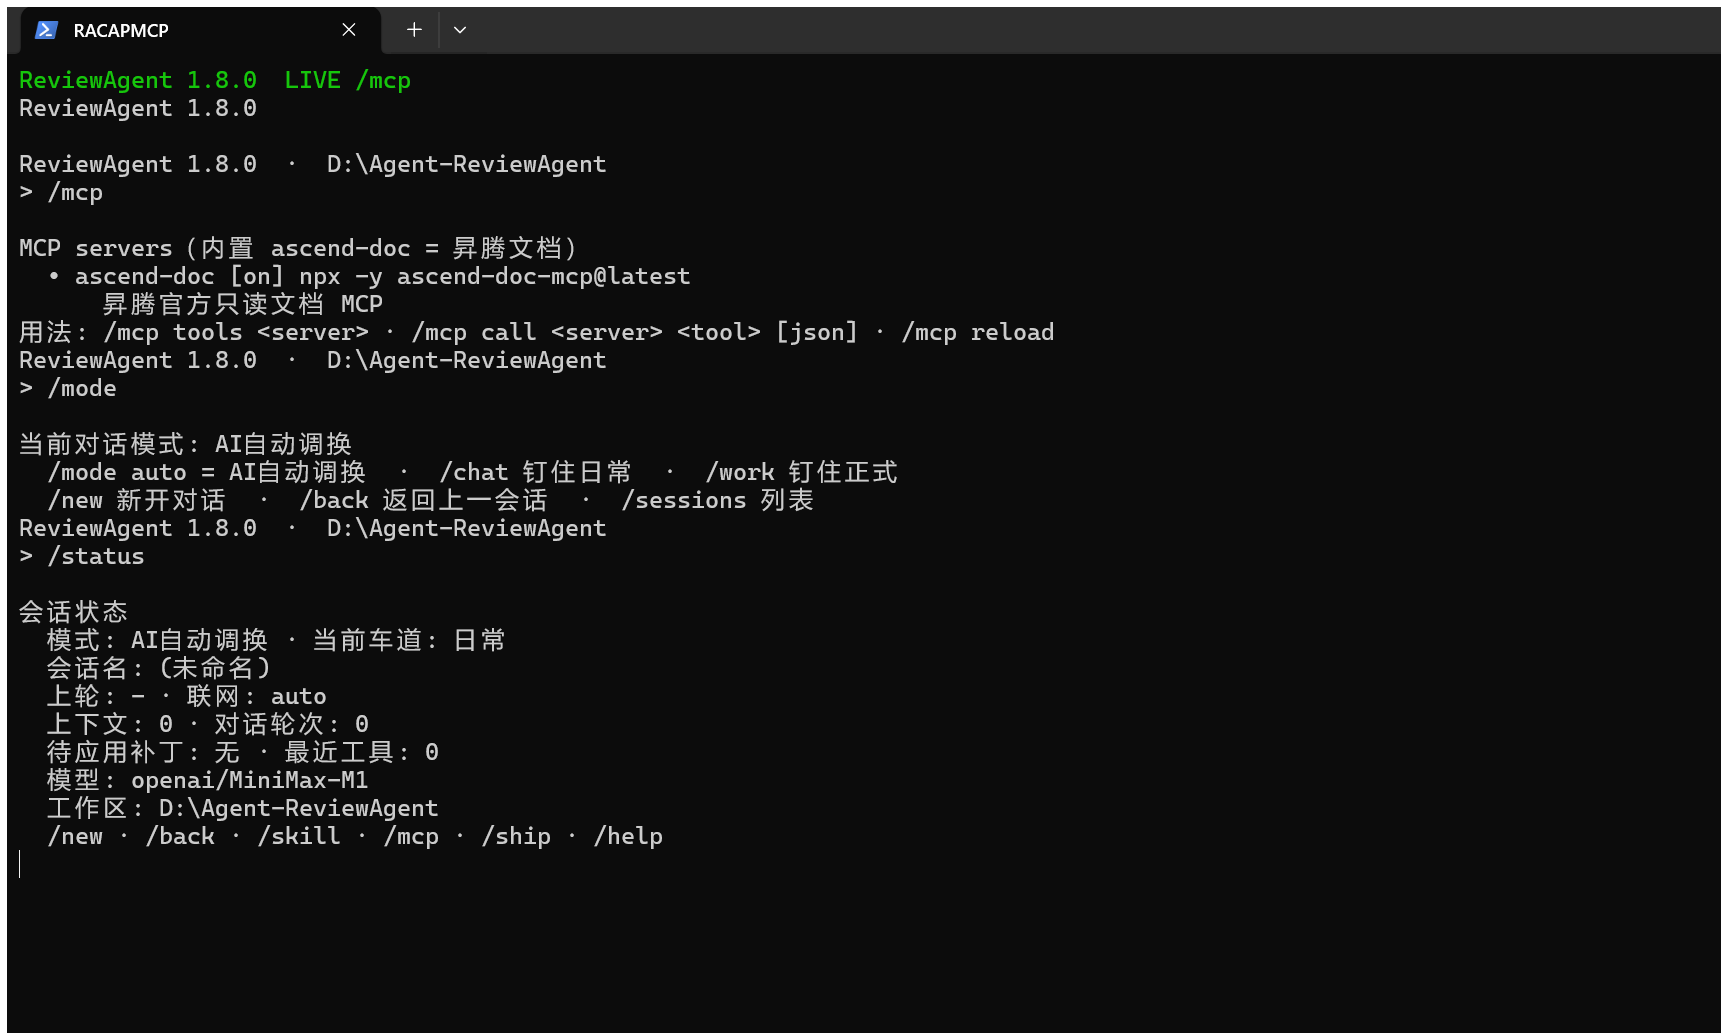 RACAPMCP
ReviewAgent 1.8.0  LIVE /mcp
ReviewAgent 1.8.0
ReviewAgent 1.8.0  ·  D:\Agent-ReviewAgent
> /mcp
MCP servers（内置 ascend-doc = 昇腾文档）
  • ascend-doc [on] npx -y ascend-doc-mcp@latest
      昇腾官方只读文档 MCP
用法: /mcp tools <server> · /mcp call <server> <tool> [json] · /mcp reload
ReviewAgent 1.8.0  ·  D:\Agent-ReviewAgent
> /mode
当前对话模式: AI自动调换
  /mode auto = AI自动调换  ·  /chat 钉住日常  ·  /work 钉住正式
  /new 新开对话  ·  /back 返回上一会话  ·  /sessions 列表
ReviewAgent 1.8.0  ·  D:\Agent-ReviewAgent
> /status
会话状态
  模式: AI自动调换 · 当前车道: 日常
  会话名: (未命名)
  上轮: - · 联网: auto
  上下文: 0 · 对话轮次: 0
  待应用补丁: 无 · 最近工具: 0
  模型: openai/MiniMax-M1
  工作区: D:\Agent-ReviewAgent
  /new · /back · /skill · /mcp · /ship · /help